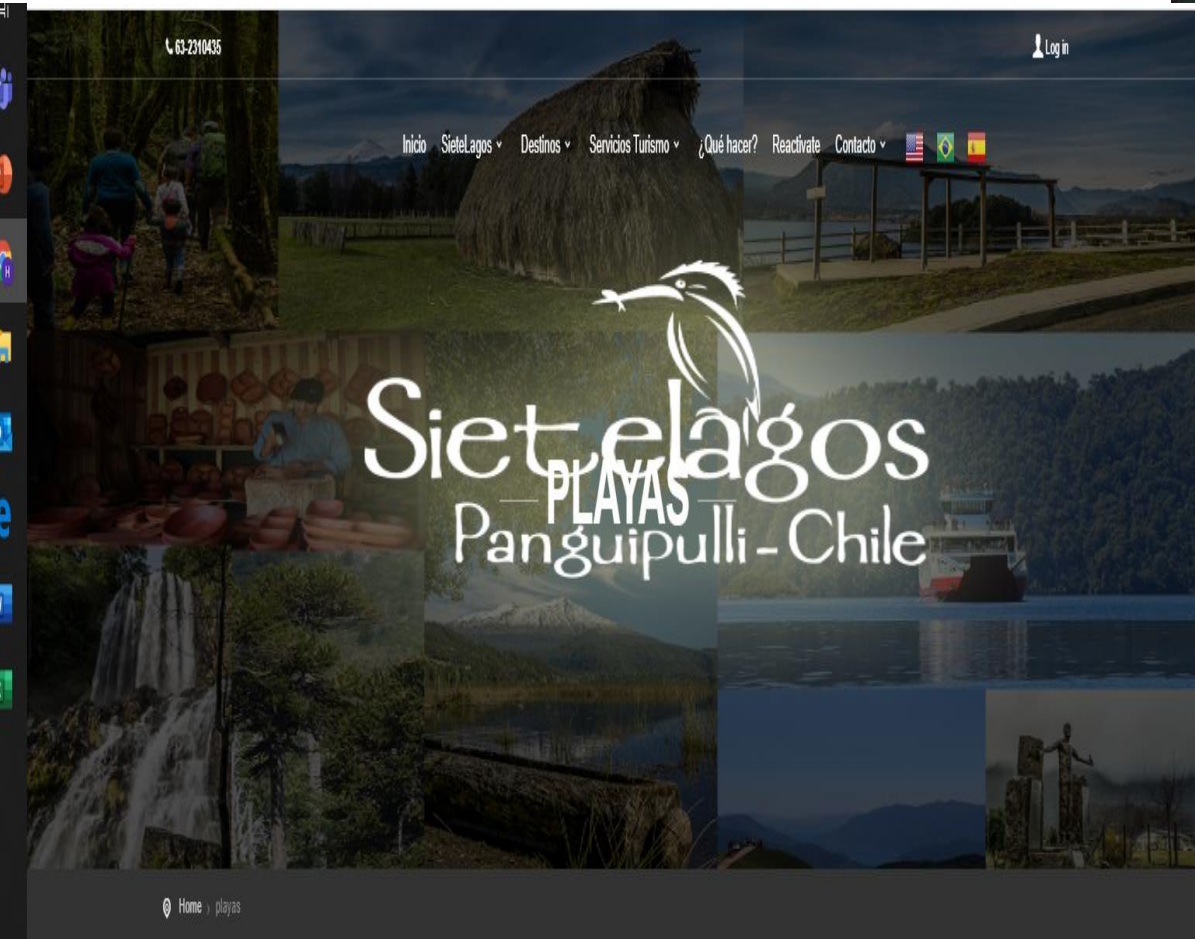 63-2310435
Log in
Inicio SieteLagos Destinos Servicios Turismo ¿Qué hacer? Reactivate Contacto
Sietelagos
PLAYAS
Panguipulli - Chile
Home › playas